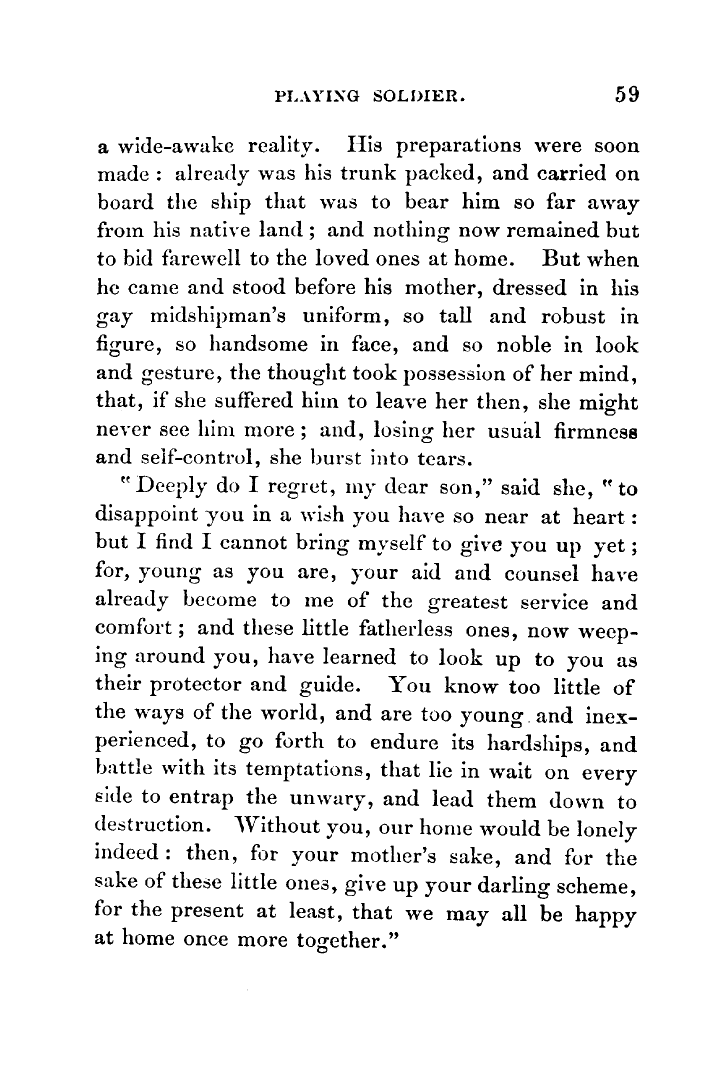 PLAYING SOLDIER. 59
a wide-awake reality. His preparations were soon
made : already was his trunk packed, and carried on
board the ship that was to bear him so far away
from his native land ; and nothing now remained but
to bid farewell to the loved ones at home. But when
he came and stood before his mother, dressed in his
gay midshipman's uniform, so tall and robust in
figure, so handsome in face, and so noble in look
and gesture, the thought took possession of her mind,
that, if she suffered him to leave her then, she might
never see him more ; and, losing her usual firmness
and self-control, she burst into tears.
"Deeply do I regret, my dear son," said she, "to
disappoint you in a wish you have so near at heart :
but I find I cannot bring myself to give you up yet ;
for, young as you are, your aid and counsel have
already become to me of the greatest service and
comfort ; and these little fatherless ones, now weep-
ing around you, have learned to look up to you as
their protector and guide. You know too little of
the ways of the world, and are too young and inex-
perienced, to go forth to endure its hardships, and
battle with its temptations, that lie in wait on every
side to entrap the unwary, and lead them down to
destruction. Without you, our home would be lonely
indeed : then, for your mother's sake, and for the
sake of these little ones, give up your darling scheme,
for the present at least, that we may all be happy
at home once more together."